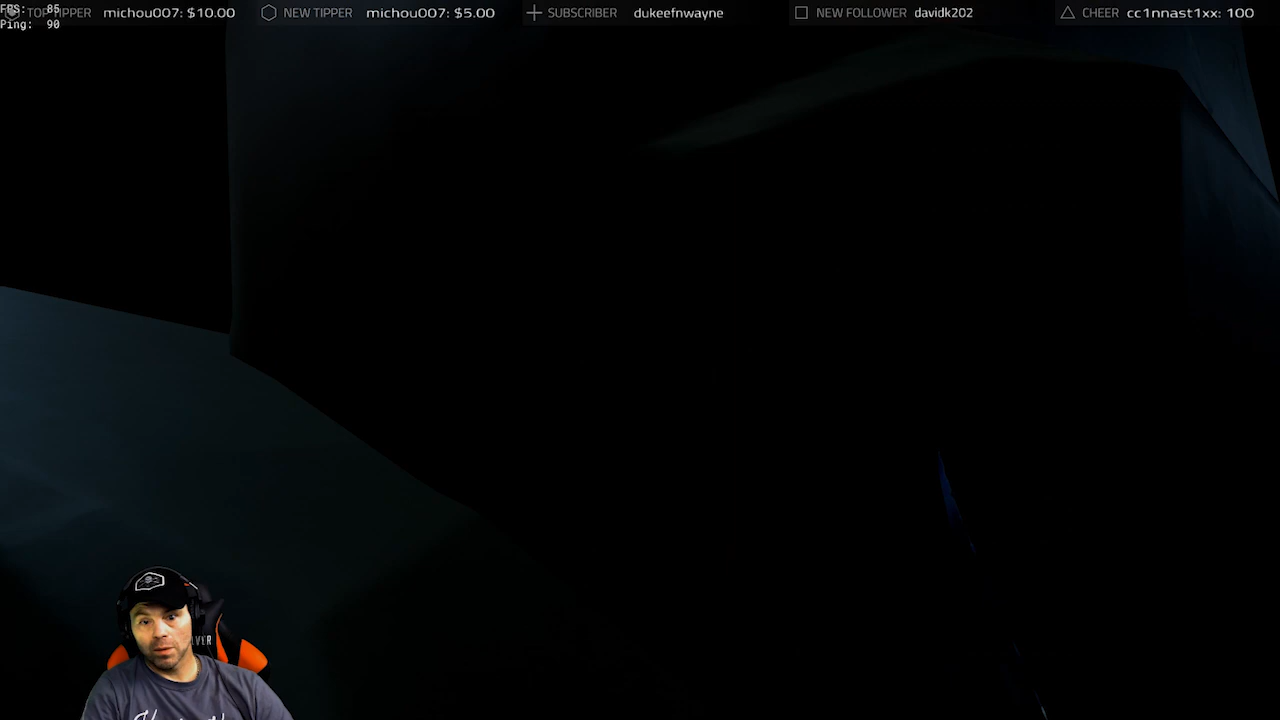 FPS: 85
TOP TIPPER michou007: $10.00 NEW TIPPER michou007: $5.00 SUBSCRIBER dukeefnwayne NEW FOLLOWER davidk202 CHEER cc1nnast1xx: 100
Ping: 90